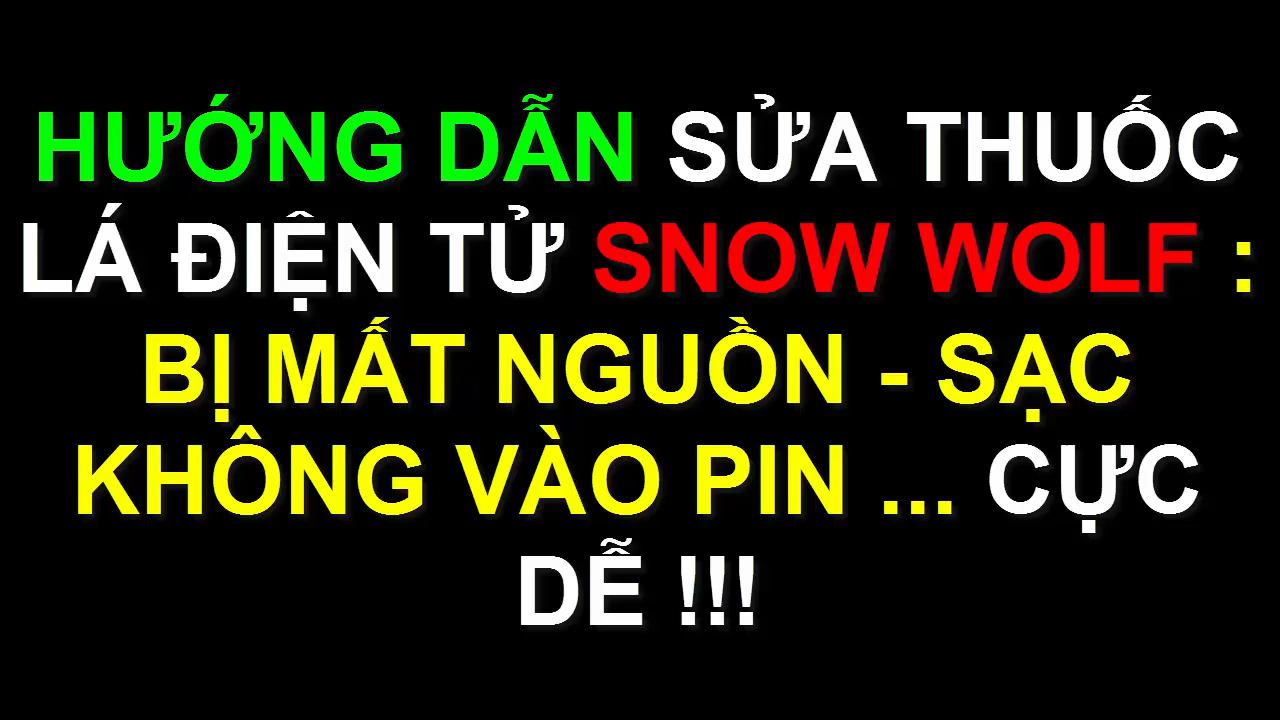 HƯỚNG DẪN SỬA THUỐC
LÁ ĐIỆN TỬ SNOW WOLF :
BỊ MẤT NGUỒN - SẠC
KHÔNG VÀO PIN ... CỰC
DỄ !!!